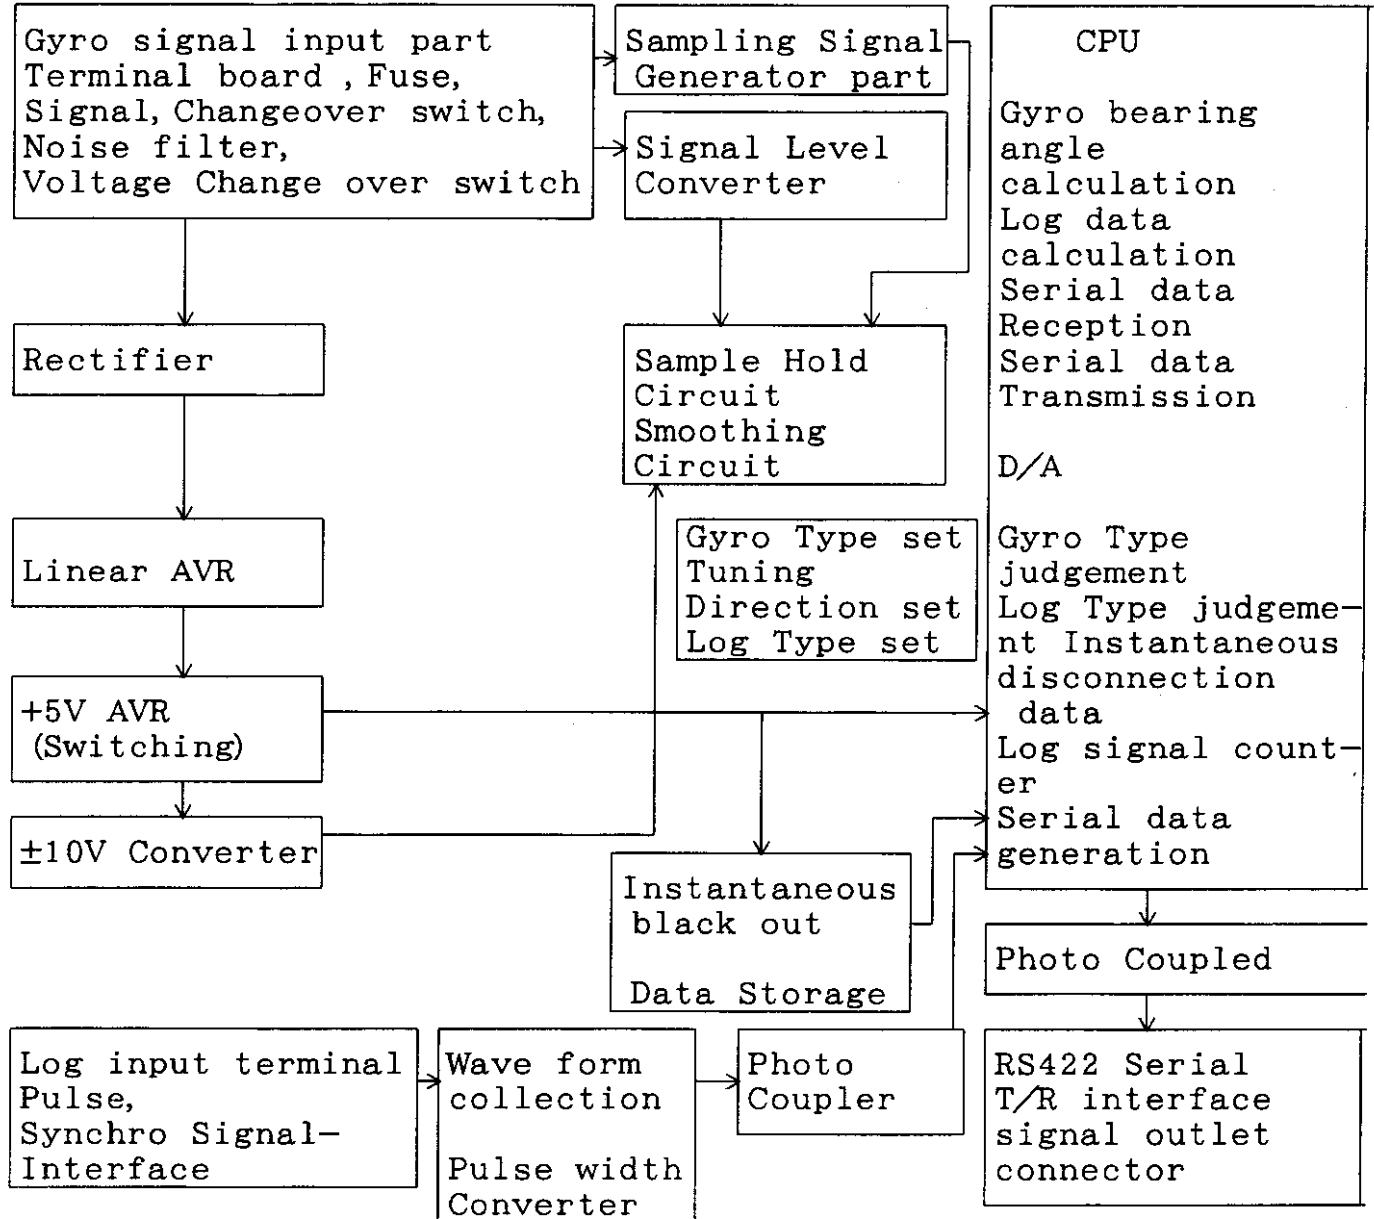 Gyro signal input part
Terminal board , Fuse,
Signal, Changeover switch,
Noise filter,
Voltage Change over switch
Sampling Signal
Generator part
Signal Level
Converter
CPU
Gyro bearing
angle
calculation
Log data
calculation
Serial data
Reception
Serial data
Transmission
D/A
Gyro Type
judgement
Log Type judgeme-
nt Instantaneous
disconnection
data
Log signal count-
er
Serial data
generation
Rectifier
Sample Hold
Circuit
Smoothing
Circuit
Linear AVR
Gyro Type set
Tuning
Direction set
Log Type set
+5V AVR
(Switching)
±10V Converter
Instantaneous
black out
Data Storage
Photo Coupled
Log input terminal
Pulse,
Synchro Signal-
Interface
Wave form
collection
Pulse width
Converter
Photo
Coupler
RS422 Serial
T/R interface
signal outlet
connector